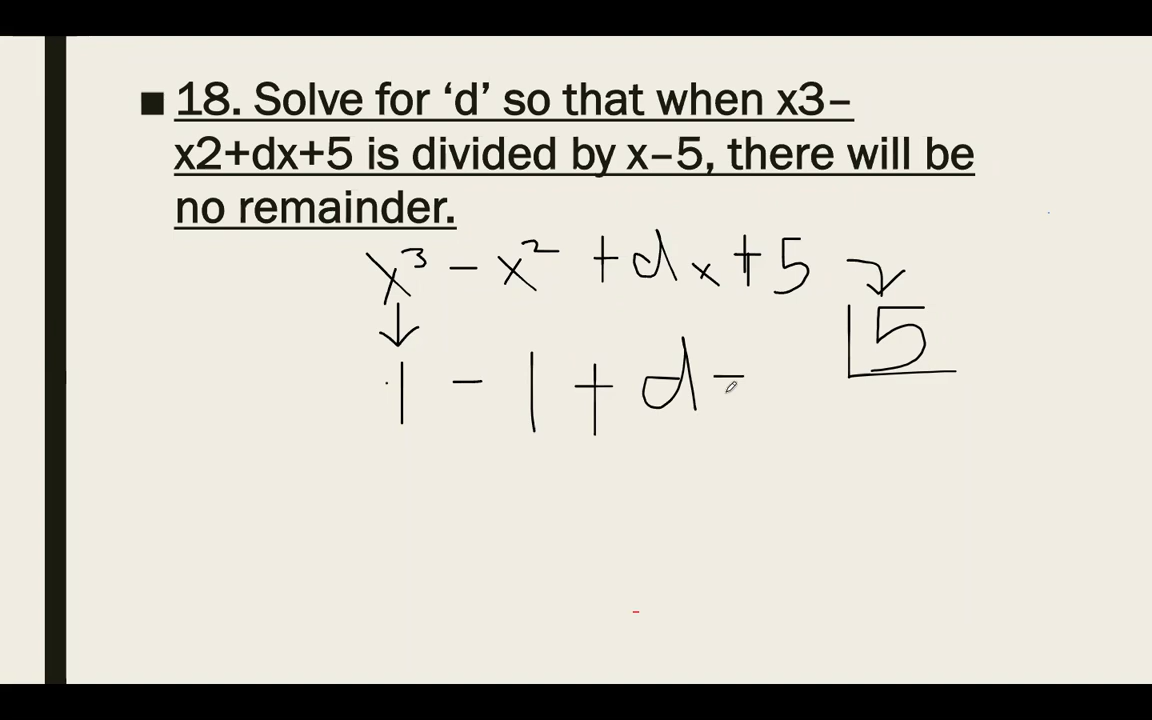 ■ 18. Solve for ‘d’ so that when x3–
x2+dx+5 is divided by x–5, there will be
no remainder.
x³ – x² + dx + 5
5
1 – 1 + d –